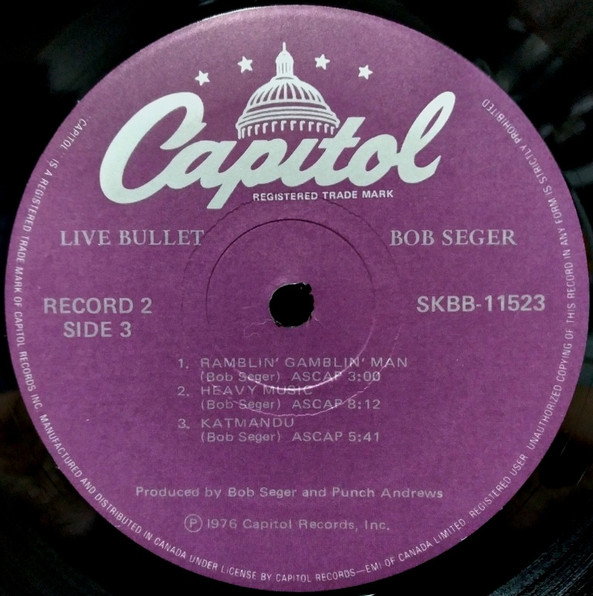 Capitol
REGISTERED TRADE MARK
LIVE BULLET
BOB SEGER
RECORD 2
SIDE 3
SKBB-11523
1. RAMBLIN' GAMBLIN' MAN
(Bob Seger) ASCAP 3:00
2. HEAVY MUSIC
(Bob Seger) ASCAP 8:12
3. KATMANDU
(Bob Seger) ASCAP 5:41
Produced by Bob Seger and Punch Andrews
Ⓟ 1976 Capitol Records, Inc.
CAPITOL IS A REGISTERED TRADE MARK OF CAPITOL RECORDS INC. MANUFACTURED AND DISTRIBUTED IN CANADA UNDER LICENSE BY CAPITOL RECORDS—EMI OF CANADA LIMITED. REGISTERED USER. UNAUTHORIZED COPYING OF THIS RECORD IN ANY FORM IS STRICTLY PROHIBITED